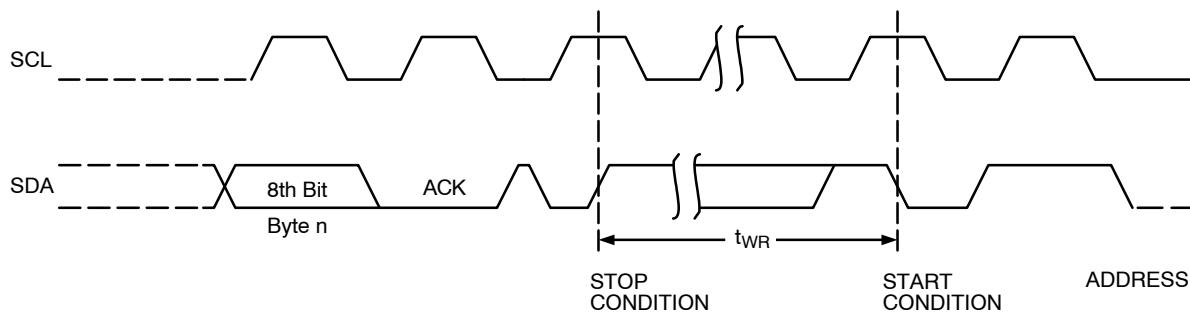 SCL
SDA
8th Bit
ACK
Byte n
tWR
STOP
CONDITION
START
CONDITION
ADDRESS